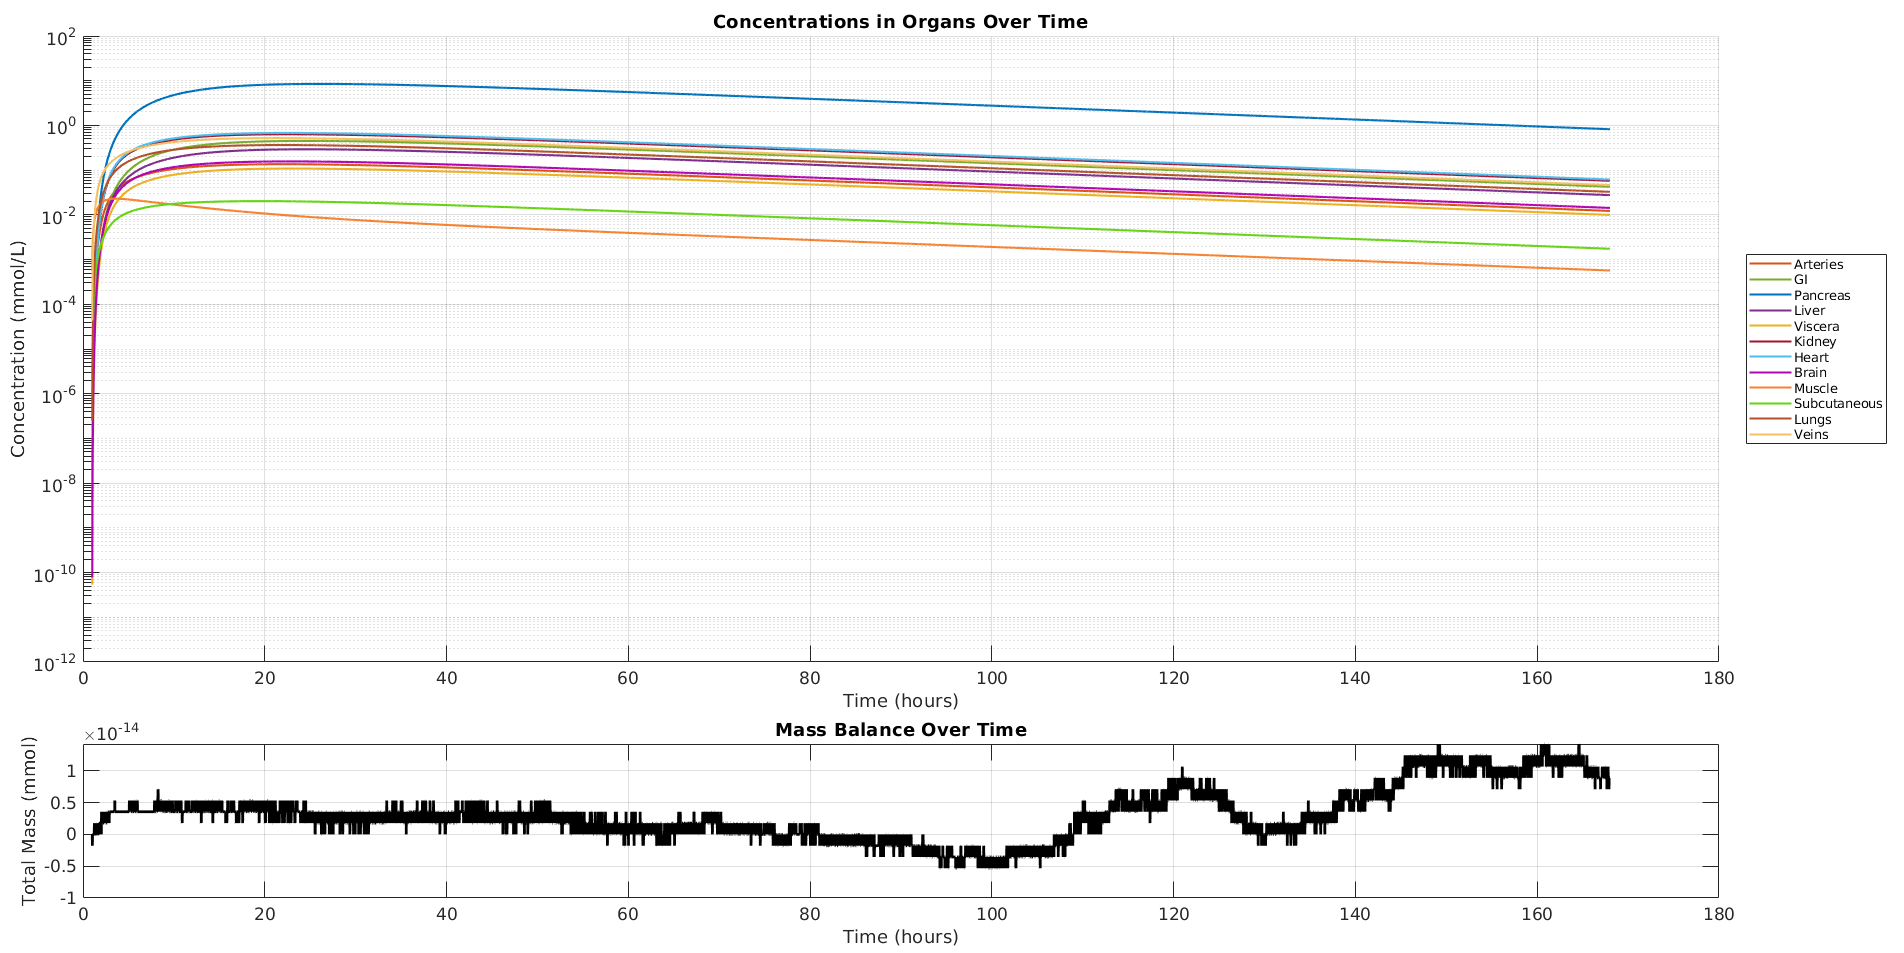 Concentrations in Organs Over Time
Concentration (mmol/L)
10^2
10^0
10^-2
10^-4
10^-6
10^-8
10^-10
10^-12
0 20 40 60 80 100 120 140 160 180
Time (hours)
Arteries
GI
Pancreas
Liver
Viscera
Kidney
Heart
Brain
Muscle
Subcutaneous
Lungs
Veins
Mass Balance Over Time
×10^-14
Total Mass (mmol)
1
0.5
0
-0.5
-1
0 20 40 60 80 100 120 140 160 180
Time (hours)